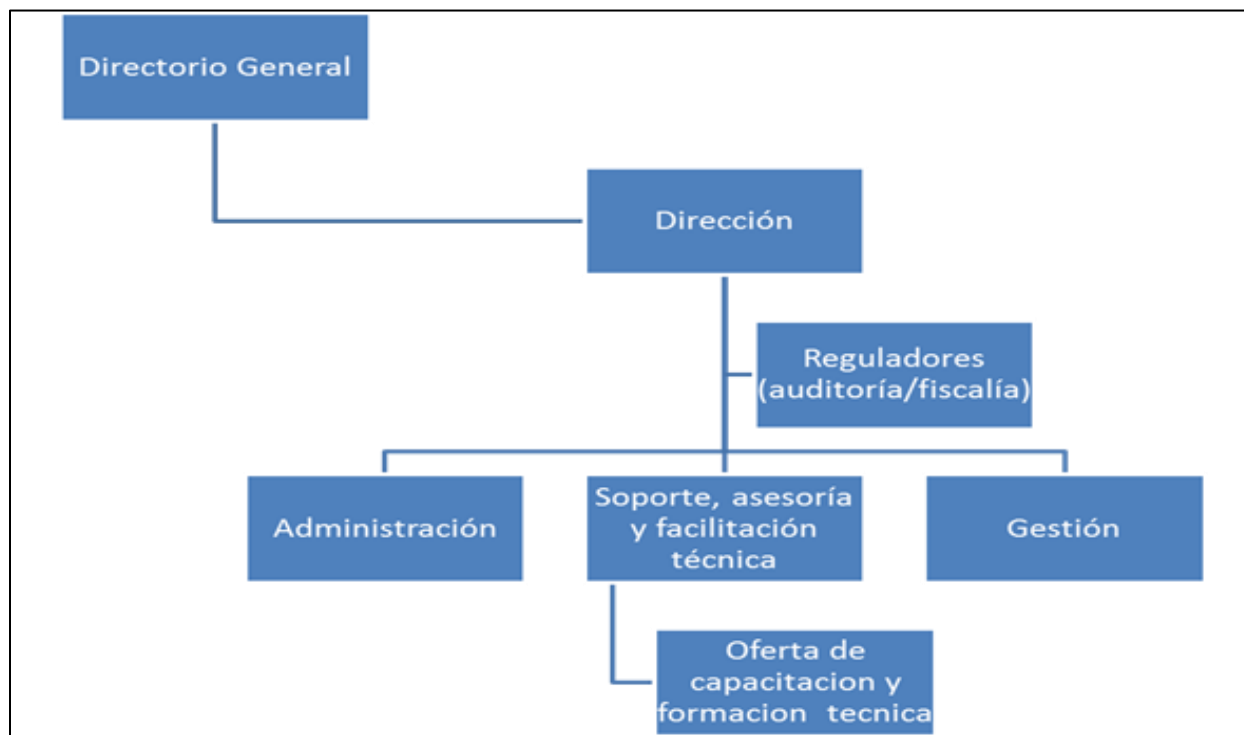 Directorio General
Dirección
Reguladores
(auditoría/fiscalía)
Administración
Soporte, asesoría
y facilitación
técnica
Gestión
Oferta de
capacitacion y
formacion tecnica